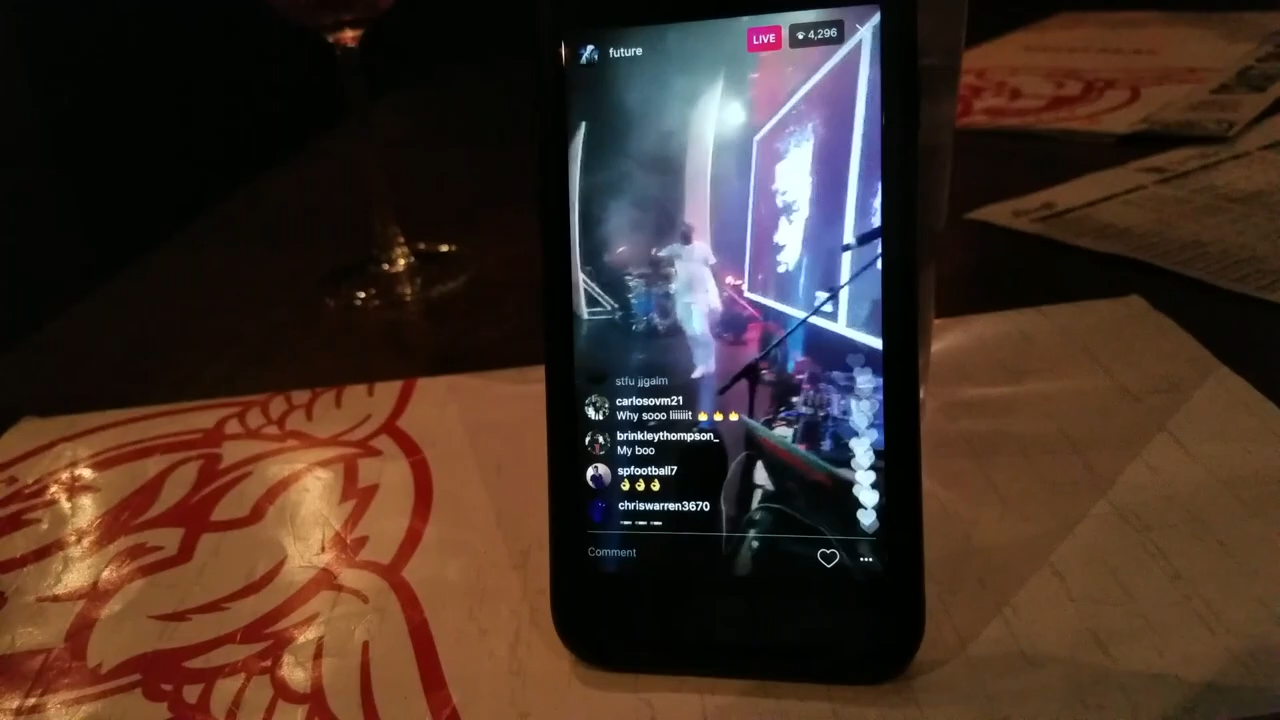 future
LIVE
4,296
stfu jjgalm
carlosovm21
Why sooo liiiiiit 🔥🔥🔥
brinkleythompson_
My boo
spfootball7
👌👌👌
chriswarren3670
Comment